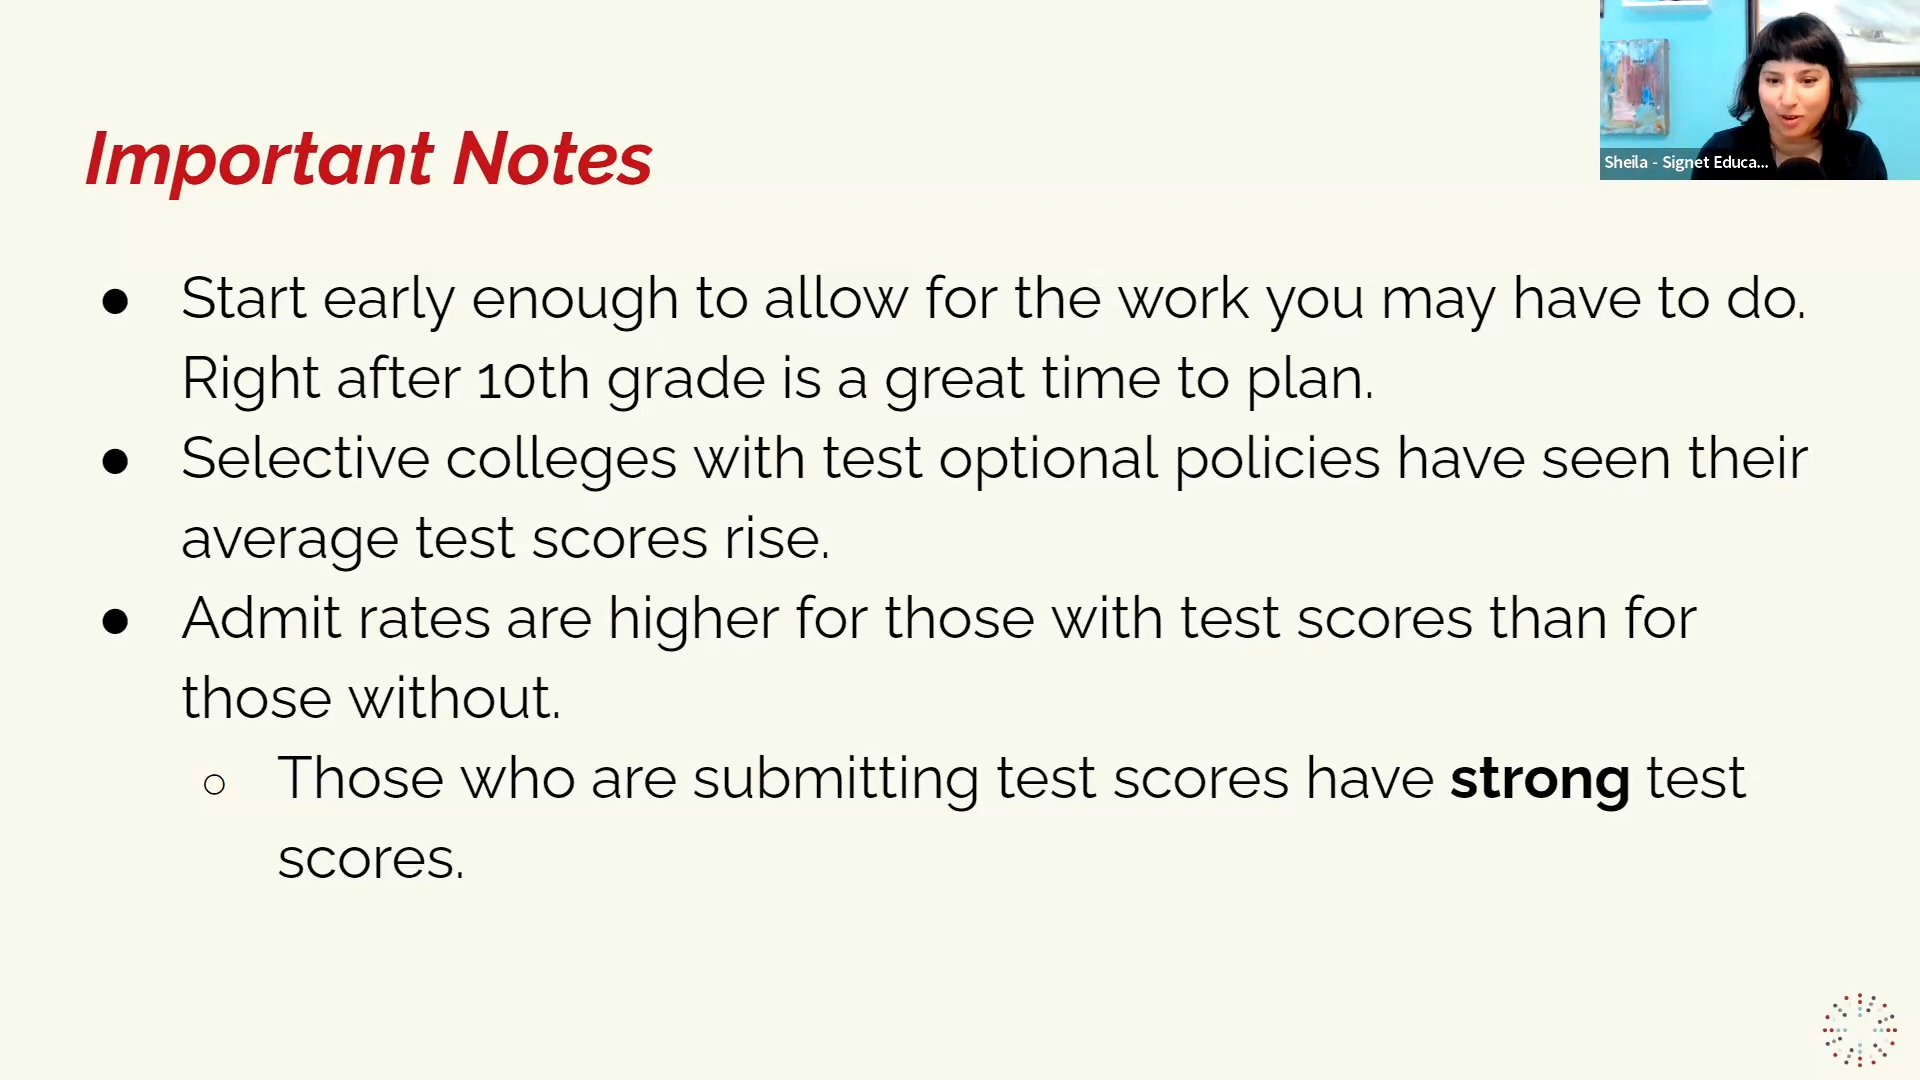 Important Notes
● Start early enough to allow for the work you may have to do.
Right after 10th grade is a great time to plan.
● Selective colleges with test optional policies have seen their
average test scores rise.
● Admit rates are higher for those with test scores than for
those without.
○ Those who are submitting test scores have strong test
scores.
Sheila - Signet Educa...